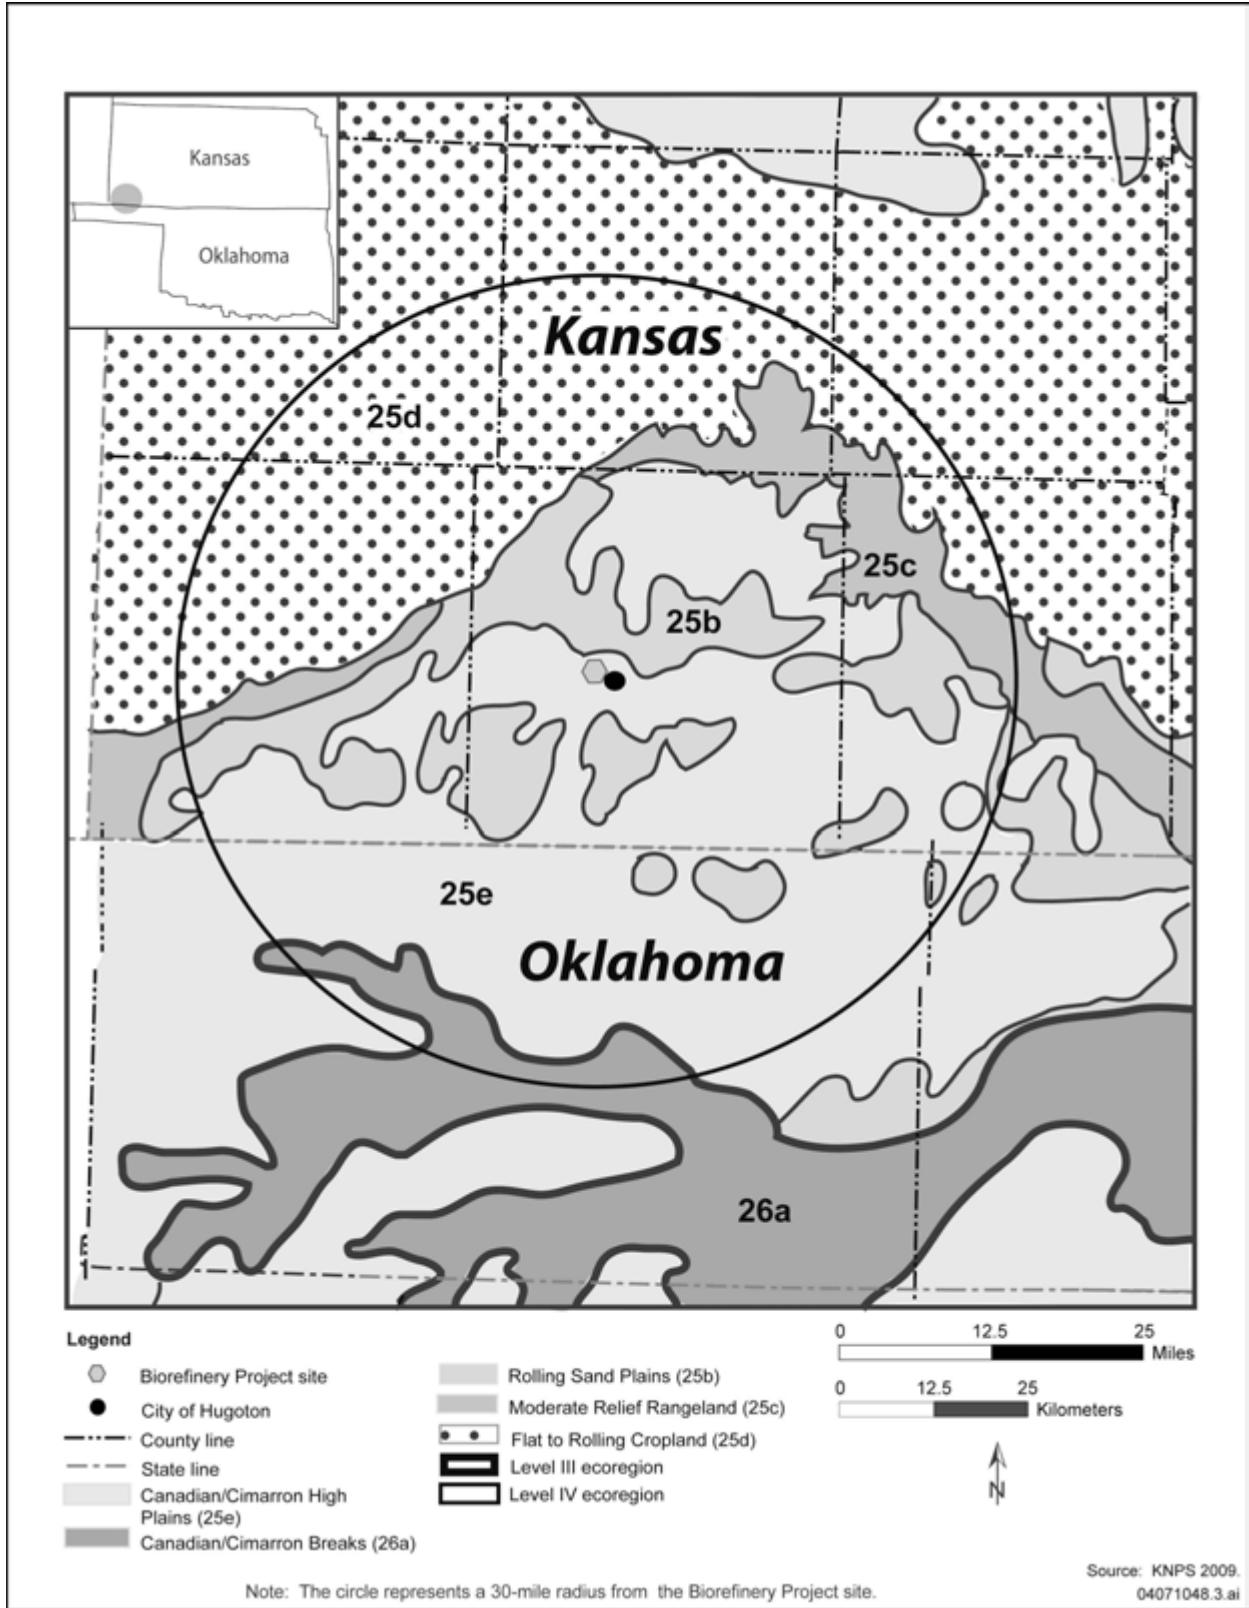 Kansas
Oklahoma
Kansas
25d
25c
25b
25e
Oklahoma
26a
Legend
Biorefinery Project site
City of Hugoton
County line
State line
Canadian/Cimarron High
Plains (25e)
Canadian/Cimarron Breaks (26a)
Rolling Sand Plains (25b)
Moderate Relief Rangeland (25c)
Flat to Rolling Cropland (25d)
Level III ecoregion
Level IV ecoregion
0 12.5 25
Miles
0 12.5 25
Kilometers
N
Source: KNPS 2009.
04071048.3.ai
Note: The circle represents a 30-mile radius from the Biorefinery Project site.